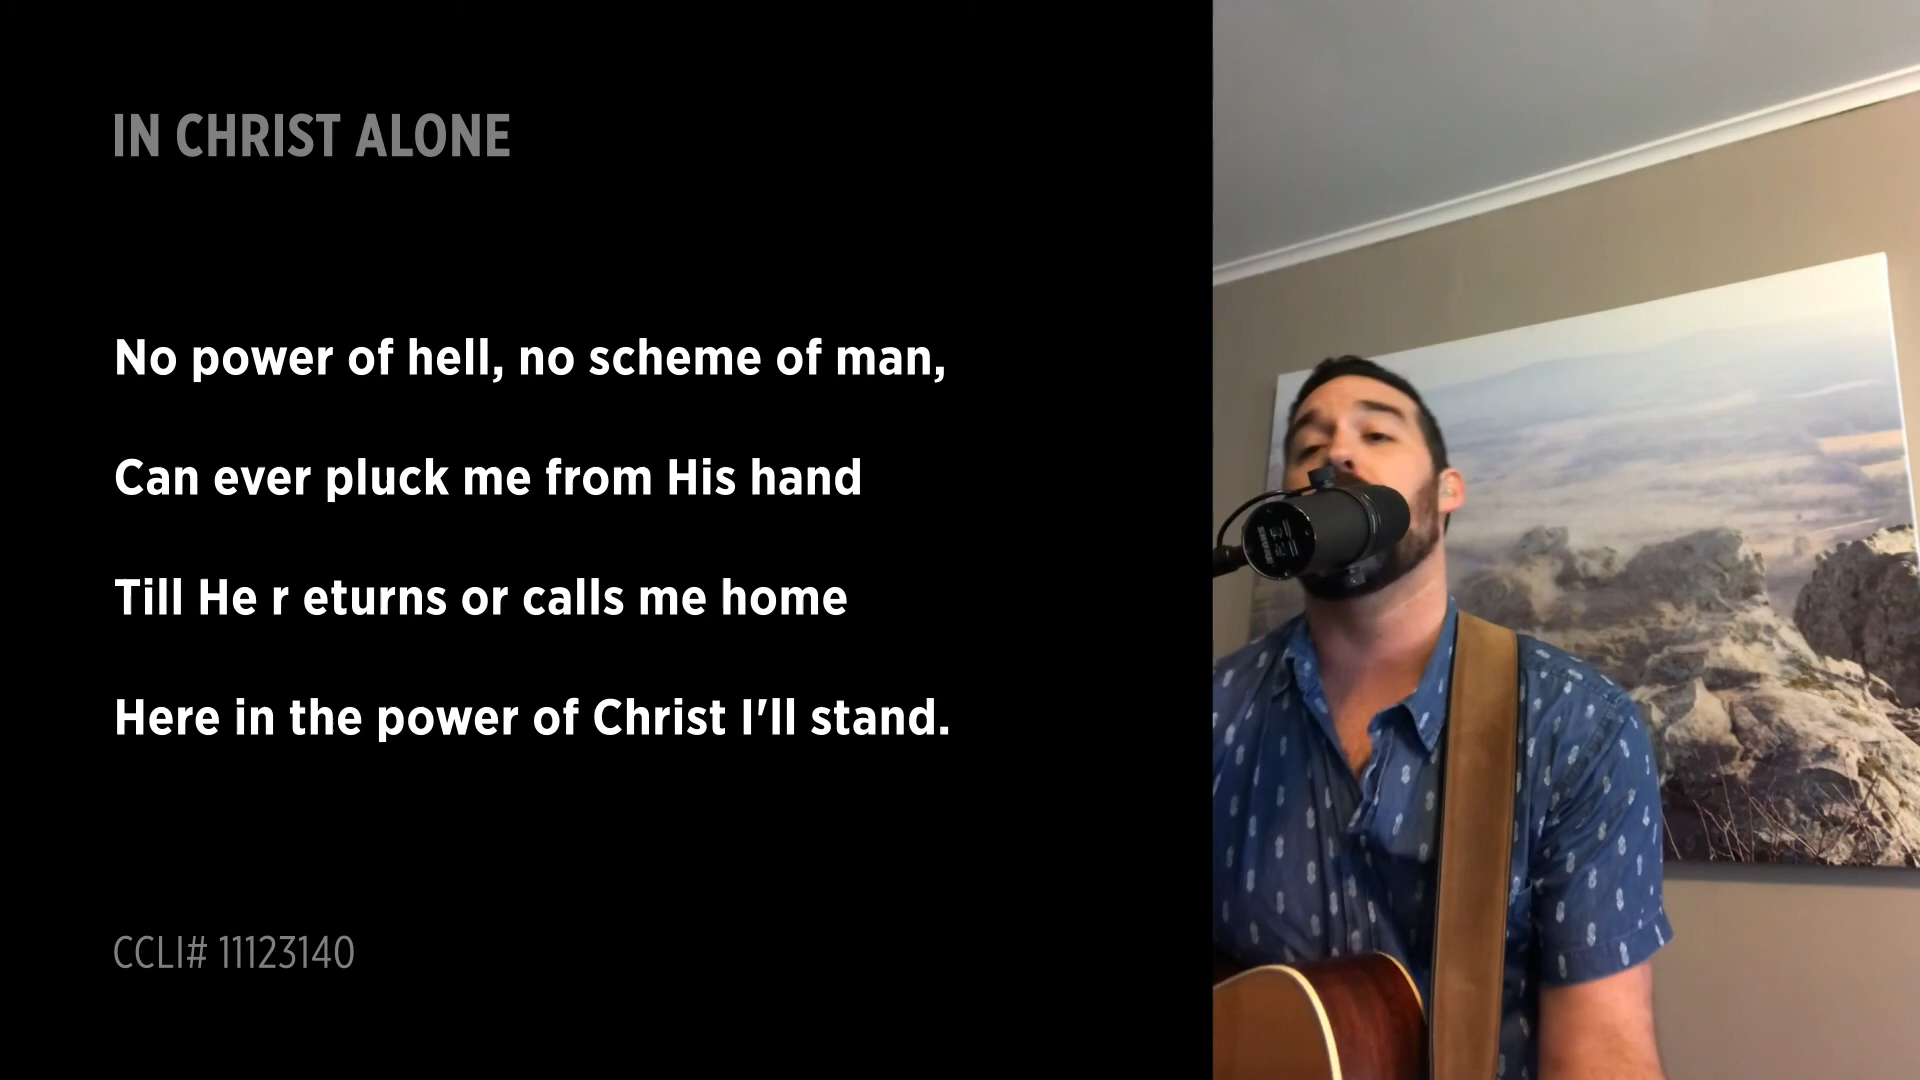 IN CHRIST ALONE
No power of hell, no scheme of man,
Can ever pluck me from His hand
Till He r eturns or calls me home
Here in the power of Christ I'll stand.
CCLI# 11123140
SHURE